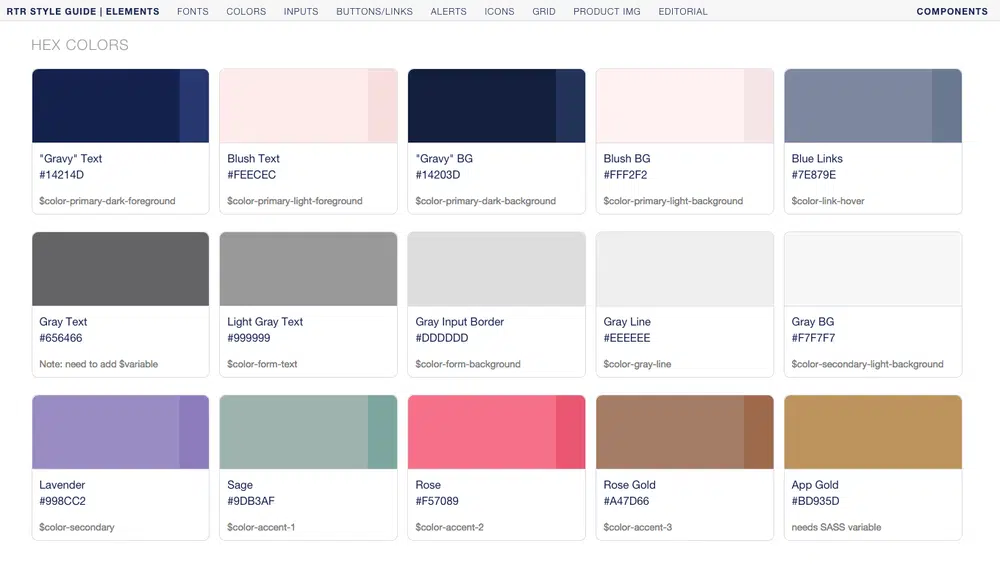 RTR STYLE GUIDE | ELEMENTS FONTS COLORS INPUTS BUTTONS/LINKS ALERTS ICONS GRID PRODUCT IMG EDITORIAL COMPONENTS
HEX COLORS
"Gravy" Text
#14214D
$color-primary-dark-foreground
Blush Text
#FEECEC
$color-primary-light-foreground
"Gravy" BG
#14203D
$color-primary-dark-background
Blush BG
#FFF2F2
$color-primary-light-background
Blue Links
#7E879E
$color-link-hover
Gray Text
#656466
Note: need to add $variable
Light Gray Text
#999999
$color-form-text
Gray Input Border
#DDDDDD
$color-form-background
Gray Line
#EEEEEE
$color-gray-line
Gray BG
#F7F7F7
$color-secondary-light-background
Lavender
#998CC2
$color-secondary
Sage
#9DB3AF
$color-accent-1
Rose
#F57089
$color-accent-2
Rose Gold
#A47D66
$color-accent-3
App Gold
#BD935D
needs SASS variable